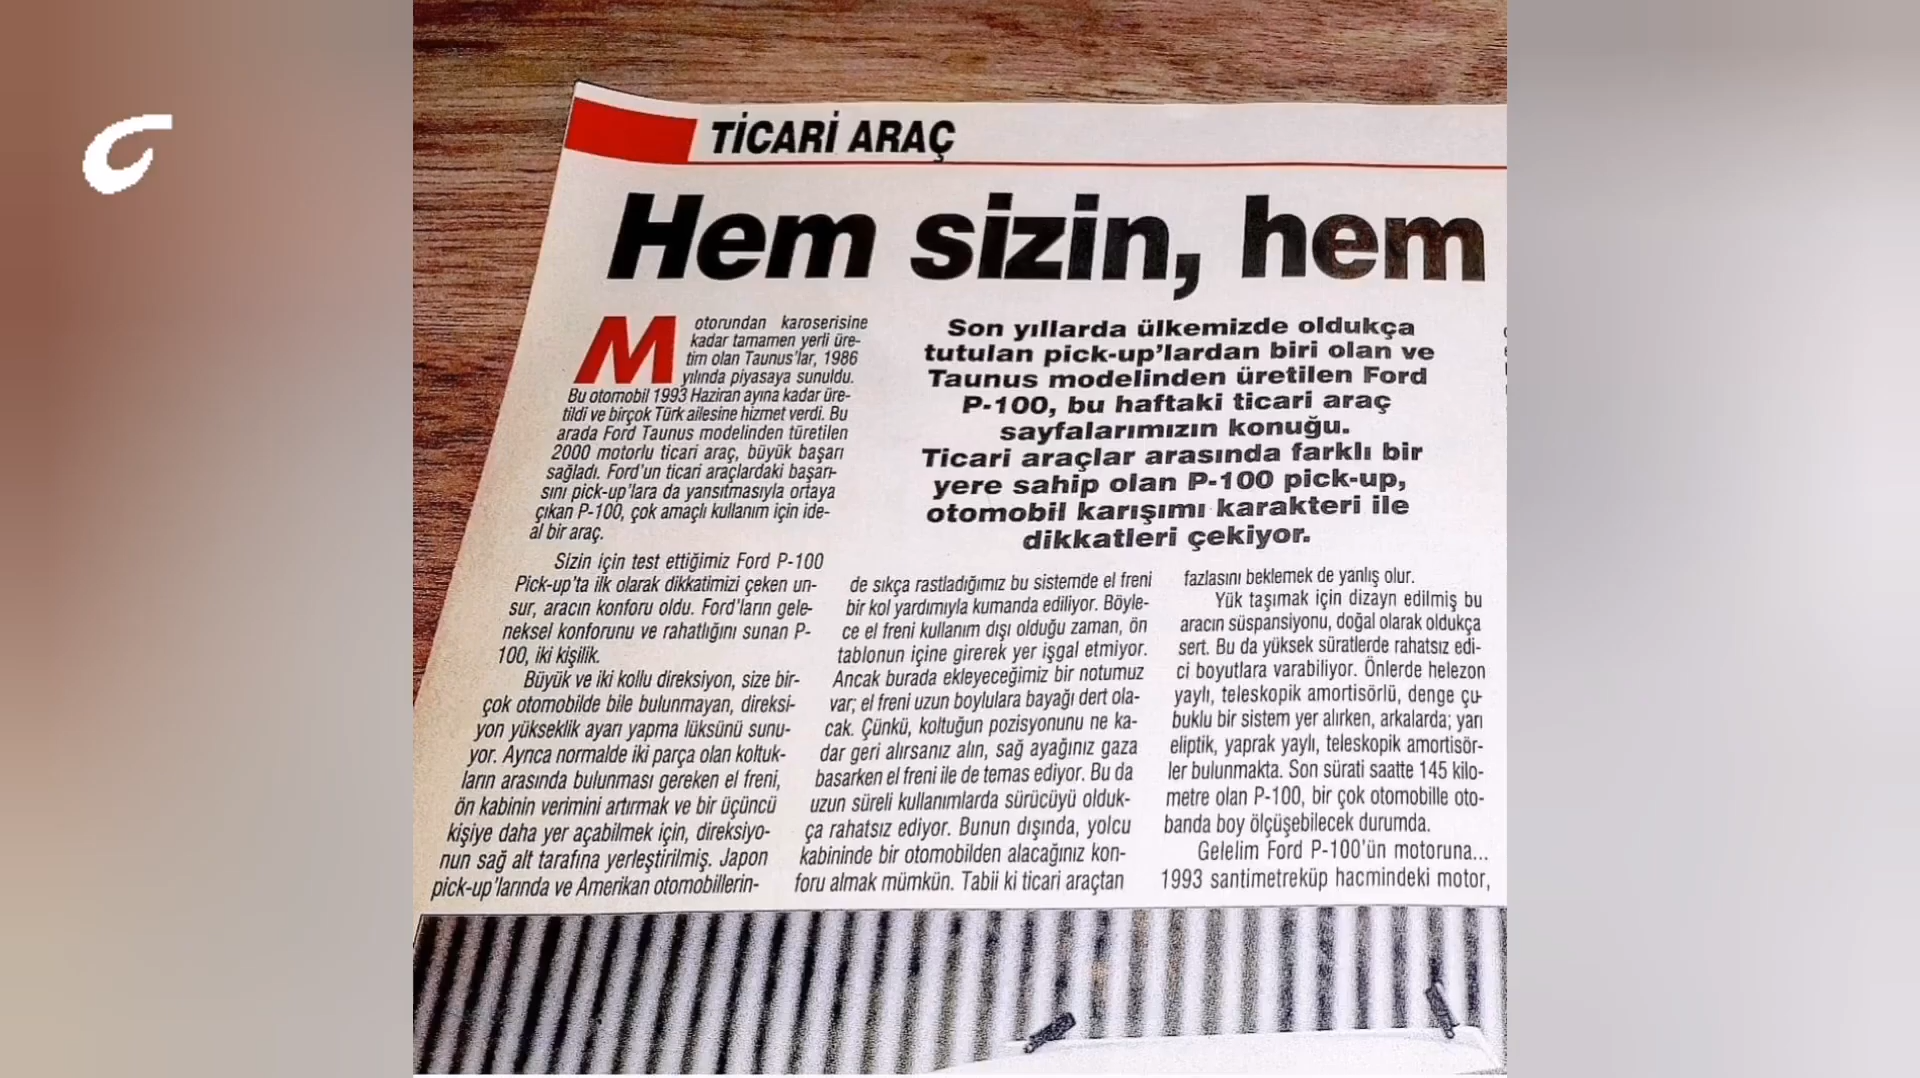 TİCARİ ARAÇ
Hem sizin, hem
Motorundan karoserisine
kadar tamamen yerli üre-
tim olan Taunus'lar, 1986
yılında piyasaya sunuldu.
Bu otomobil 1993 Haziran ayına kadar üre-
tildi ve birçok Türk ailesine hizmet verdi. Bu
arada Ford Taunus modelinden türetilen
2000 motorlu ticari araç, büyük başarı
sağladı. Ford'un ticari araçlardaki başarı-
sını pick-up'lara da yansıtmasıyla ortaya
çıkan P-100, çok amaçlı kullanım için ide-
al bir araç.
Sizin için test ettiğimiz Ford P-100
Pick-up'ta ilk olarak dikkatimizi çeken un-
sur, aracın konforu oldu. Ford'ların gele-
neksel konforunu ve rahatlığını sunan P-
100, iki kişilik.
Büyük ve iki kollu direksiyon, size bir-
çok otomobilde bile bulunmayan, direksi-
yon yükseklik ayarı yapma lüksünü sunu-
yor. Ayrıca normalde iki parça olan koltuk-
ların arasında bulunması gereken el freni,
ön kabinin verimini artırmak ve bir üçüncü
kişiye daha yer açabilmek için, direksiyo-
nun sağ alt tarafına yerleştirilmiş. Japon
pick-up'larında ve Amerikan otomobillerin-
Son yıllarda ülkemizde oldukça
tutulan pick-up'lardan biri olan ve
Taunus modelinden üretilen Ford
P-100, bu haftaki ticari araç
sayfalarımızın konuğu.
Ticari araçlar arasında farklı bir
yere sahip olan P-100 pick-up,
otomobil karışımı karakteri ile
dikkatleri çekiyor.
de sıkça rastladığımız bu sistemde el freni
bir kol yardımıyla kumanda ediliyor. Böyle-
ce el freni kullanım dışı olduğu zaman, ön
tablonun içine girerek yer işgal etmiyor.
Ancak burada ekleyeceğimiz bir notumuz
var; el freni uzun boylulara bayağı dert ola-
cak. Çünkü, koltuğun pozisyonunu ne ka-
dar geri alırsanız alın, sağ ayağınız gaza
basarken el freni ile de temas ediyor. Bu da
uzun süreli kullanımlarda sürücüyü olduk-
ça rahatsız ediyor. Bunun dışında, yolcu
kabininde bir otomobilden alacağınız kon-
foru almak mümkün. Tabii ki ticari araçtan
fazlasını beklemek de yanlış olur.
Yük taşımak için dizayn edilmiş bu
aracın süspansiyonu, doğal olarak oldukça
sert. Bu da yüksek süratlerde rahatsız edi-
ci boyutlara varabiliyor. Önlerde helezon
yaylı, teleskopik amortisörlü, denge çu-
buklu bir sistem yer alırken, arkalarda; yarı
eliptik, yaprak yaylı, teleskopik amortisör-
ler bulunmakta. Son sürati saatte 145 kilo-
metre olan P-100, bir çok otomobille oto-
banda boy ölçüşebilecek durumda.
Gelelim Ford P-100'ün motoruna...
1993 santimetreküp hacmindeki motor,